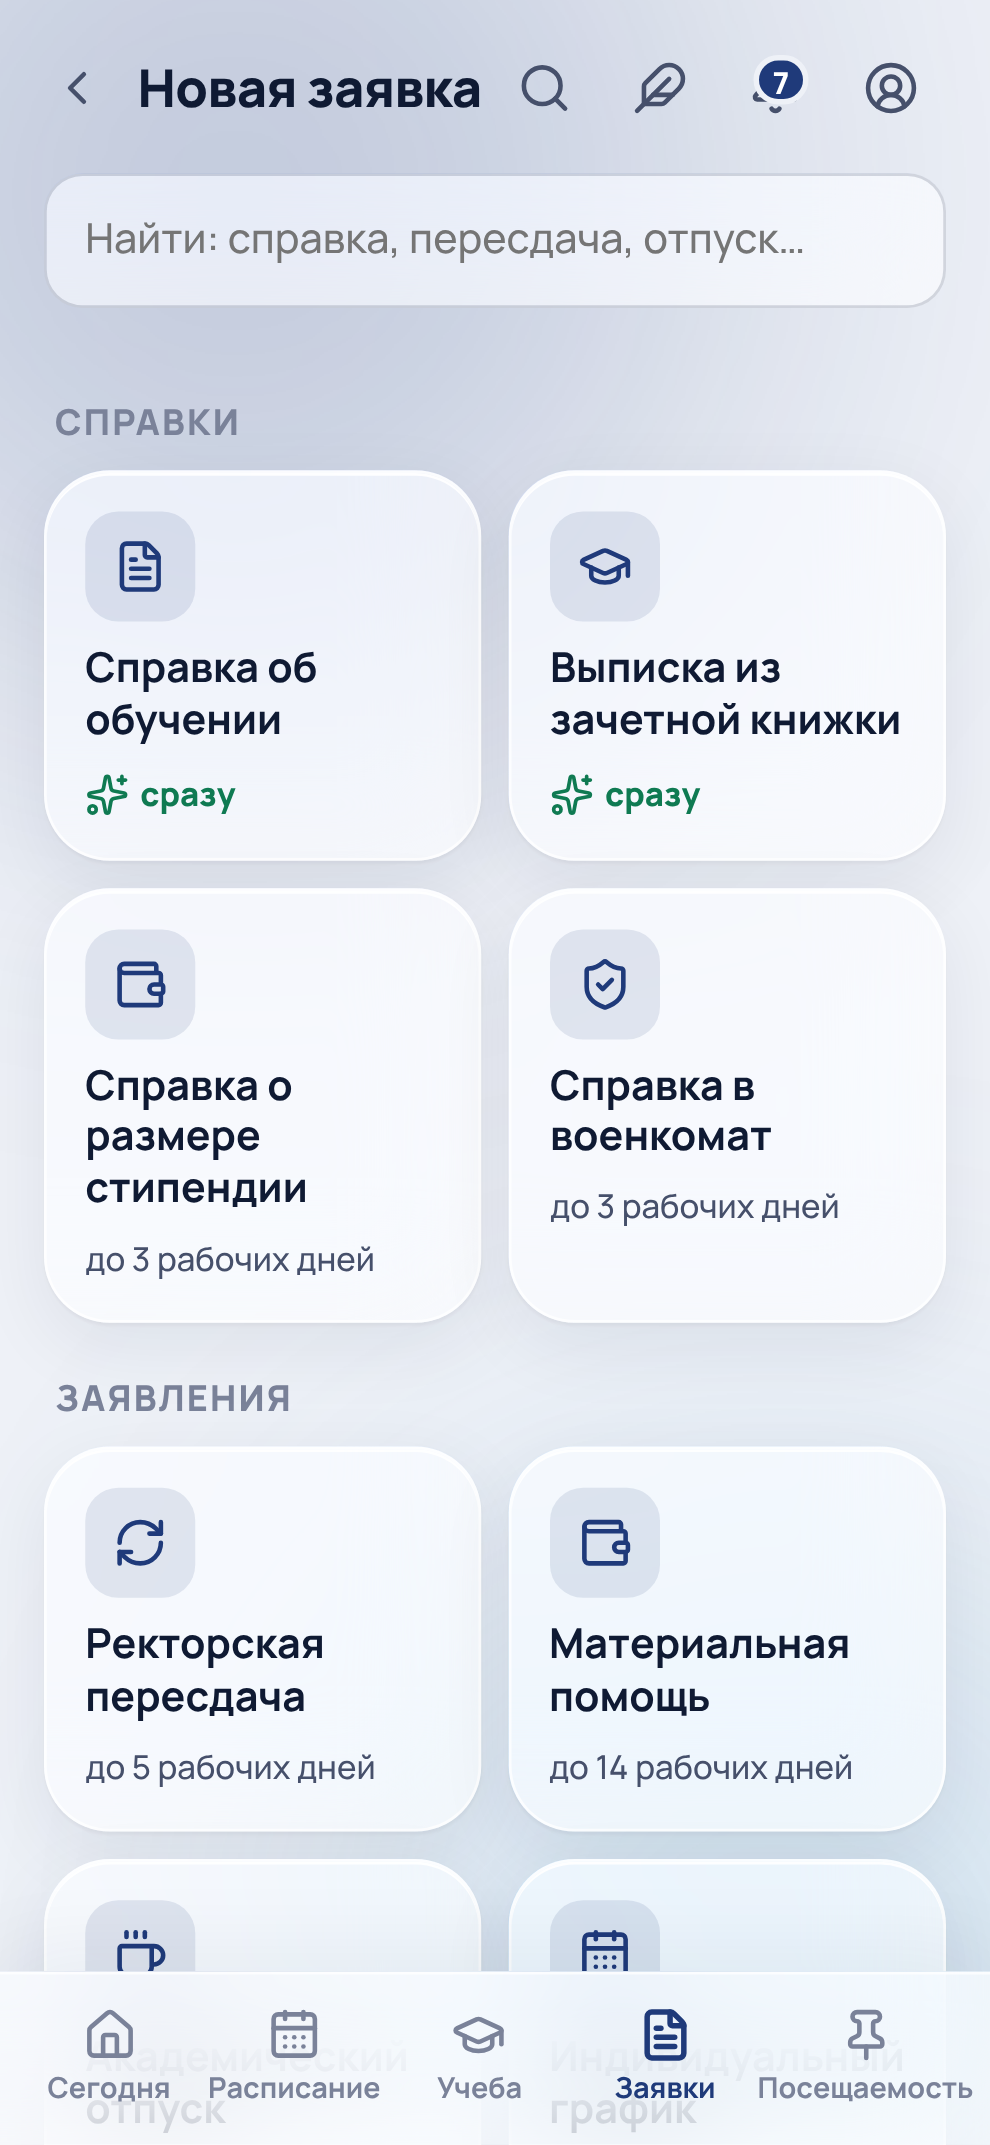 Новая заявка
7
Найти: справка, пересдача, отпуск...
СПРАВКИ
Справка об
обучении
сразу
Выписка из
зачетной книжки
сразу
Справка о
размере
стипендии
до 3 рабочих дней
Справка в
военкомат
до 3 рабочих дней
ЗАЯВЛЕНИЯ
Ректорская
пересдача
до 5 рабочих дней
Материальная
помощь
до 14 рабочих дней
Академический
отпуск
Индивидуальный
график
Сегодня
Расписание
Учеба
Заявки
Посещаемость